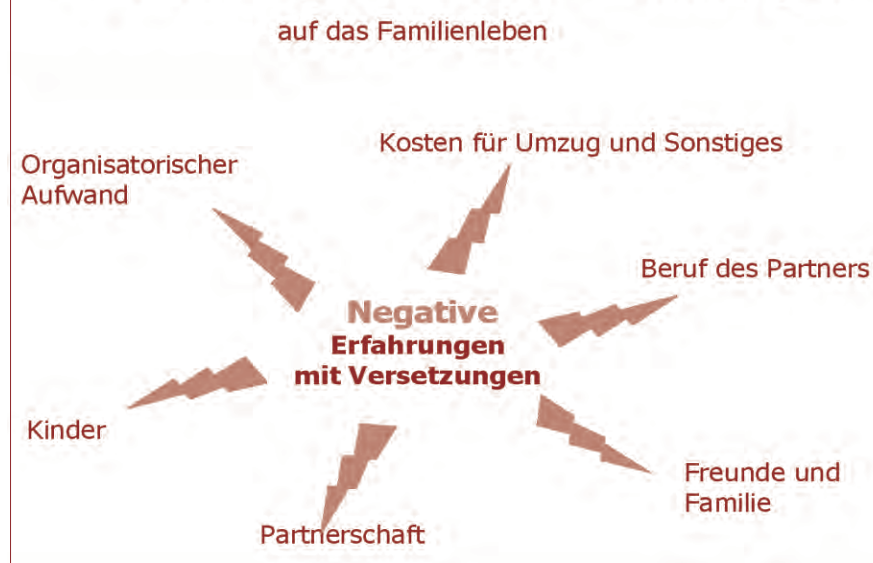 auf das Familienleben
Kosten für Umzug und Sonstiges
Organisatorischer
Aufwand
Beruf des Partners
Negative
Erfahrungen
mit Versetzungen
Kinder
Freunde und
Familie
Partnerschaft